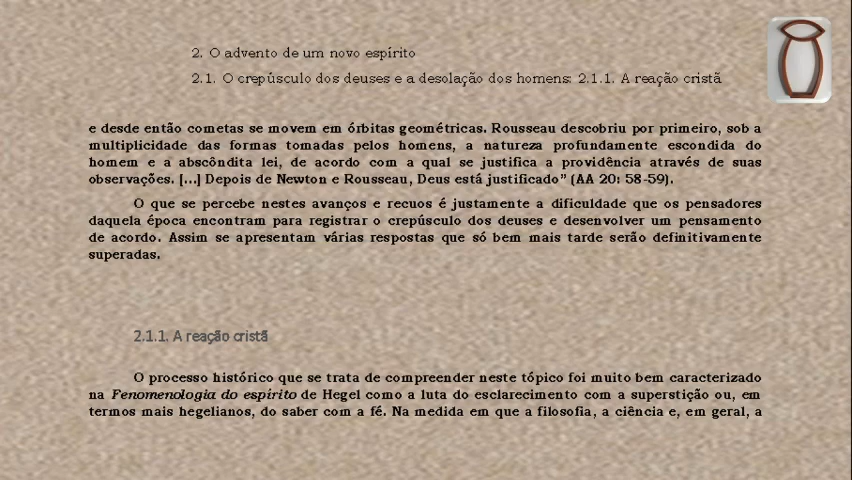 2. O advento de um novo espírito
2.1. O crepúsculo dos deuses e a desolação dos homens: 2.1.1. A reação cristã
e desde então cometas se movem em órbitas geométricas. Rousseau descobriu por primeiro, sob a
multiplicidade das formas tomadas pelos homens, a natureza profundamente escondida do
homem e a abscôndita lei, de acordo com a qual se justifica a providência através de suas
observações. [...] Depois de Newton e Rousseau, Deus está justificado” (AA 20: 58-59).
O que se percebe nestes avanços e recuos é justamente a dificuldade que os pensadores
daquela época encontram para registrar o crepúsculo dos deuses e desenvolver um pensamento
de acordo. Assim se apresentam várias respostas que só bem mais tarde serão definitivamente
superadas.
2.1.1. A reação cristã
O processo histórico que se trata de compreender neste tópico foi muito bem caracterizado
na Fenomenologia do espírito de Hegel como a luta do esclarecimento com a superstição ou, em
termos mais hegelianos, do saber com a fé. Na medida em que a filosofia, a ciência e, em geral, a